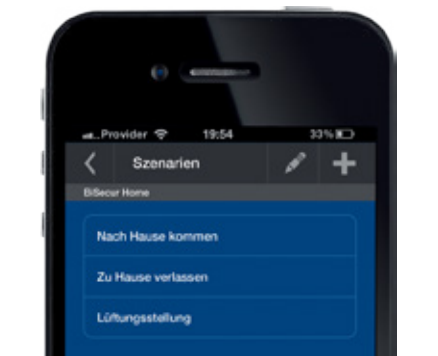 Provider 19:54 33%
Szenarien
BiSecur Home
Nach Hause kommen
Zu Hause verlassen
Lüftungsstellung